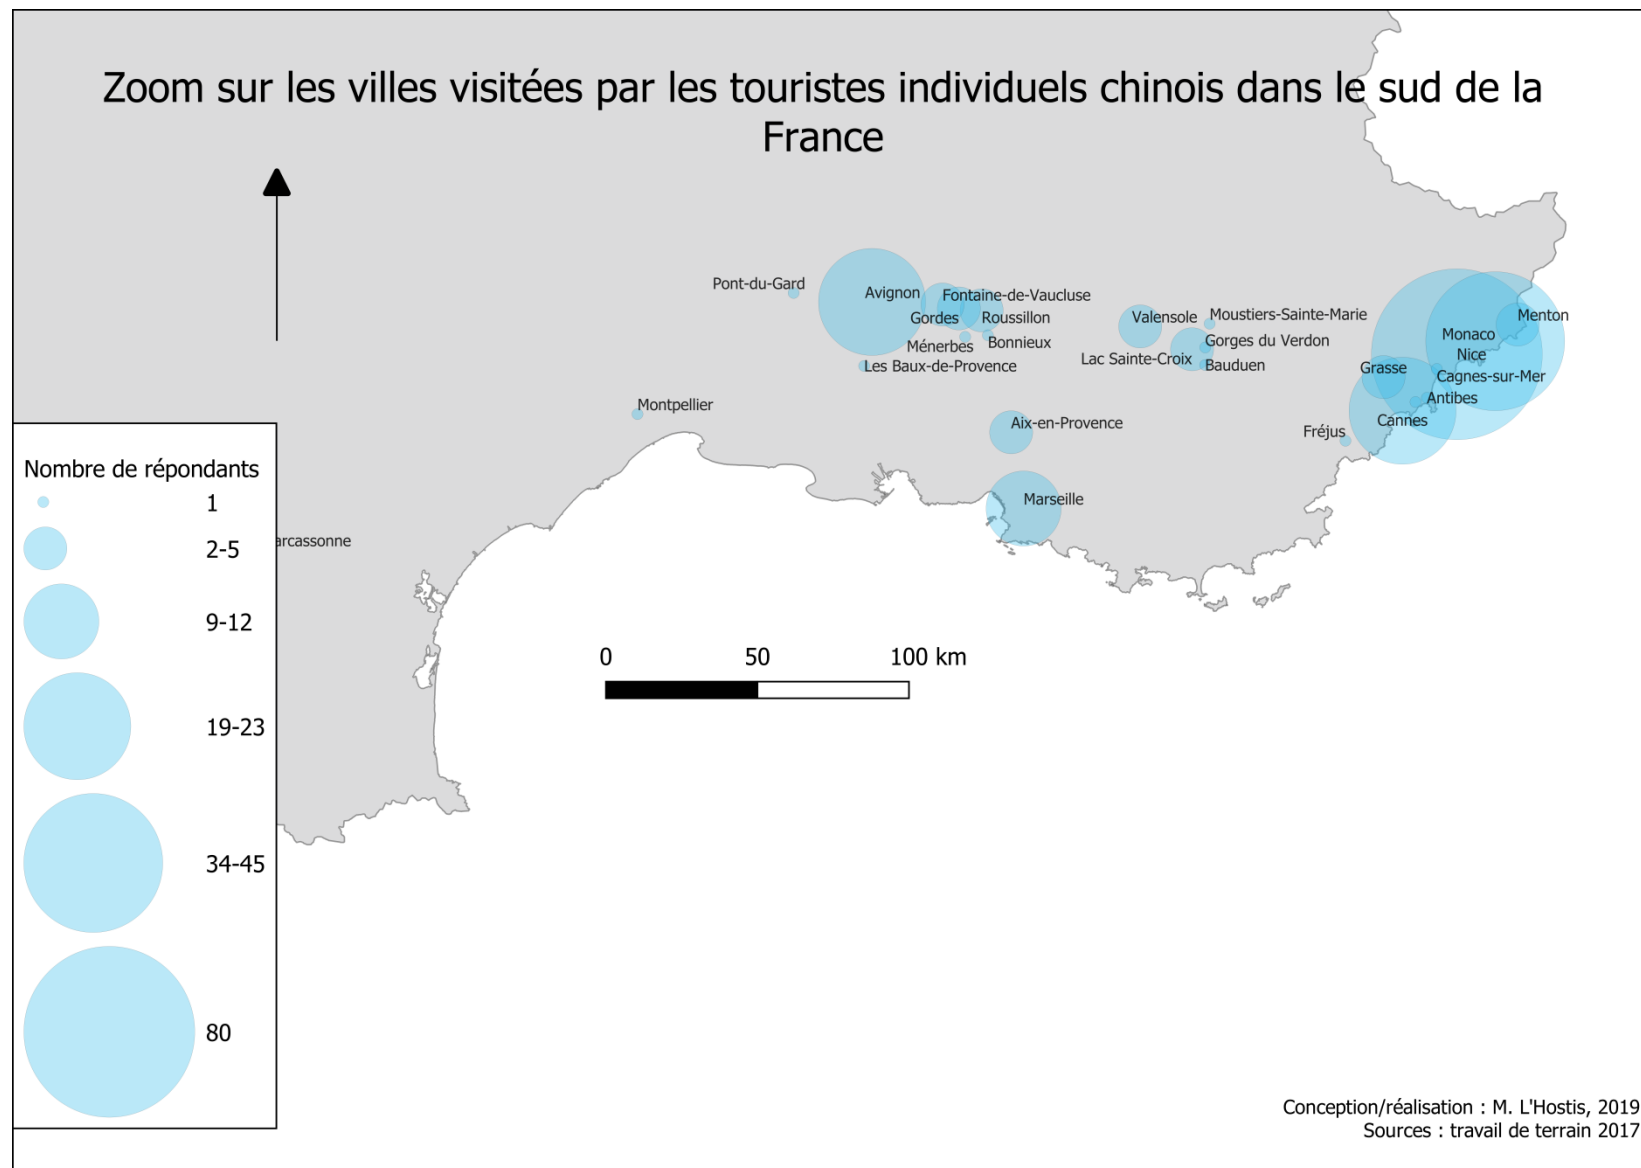 Zoom sur les villes visitées par les touristes individuels chinois dans le sud de la
France
Pont-du-Gard
Avignon
Fontaine-de-Vaucluse
Gordes
Roussillon
Ménerbes
Bonnieux
Les Baux-de-Provence
Valensole
Moustiers-Sainte-Marie
Gorges du Verdon
Lac Sainte-Croix
Bauduen
Menton
Monaco
Nice
Grasse
Cagnes-sur-Mer
Antibes
Cannes
Fréjus
Montpellier
Aix-en-Provence
Marseille
arcassonne
Nombre de répondants
1
2-5
9-12
19-23
34-45
80
0 50 100 km
Conception/réalisation : M. L'Hostis, 2019
Sources : travail de terrain 2017